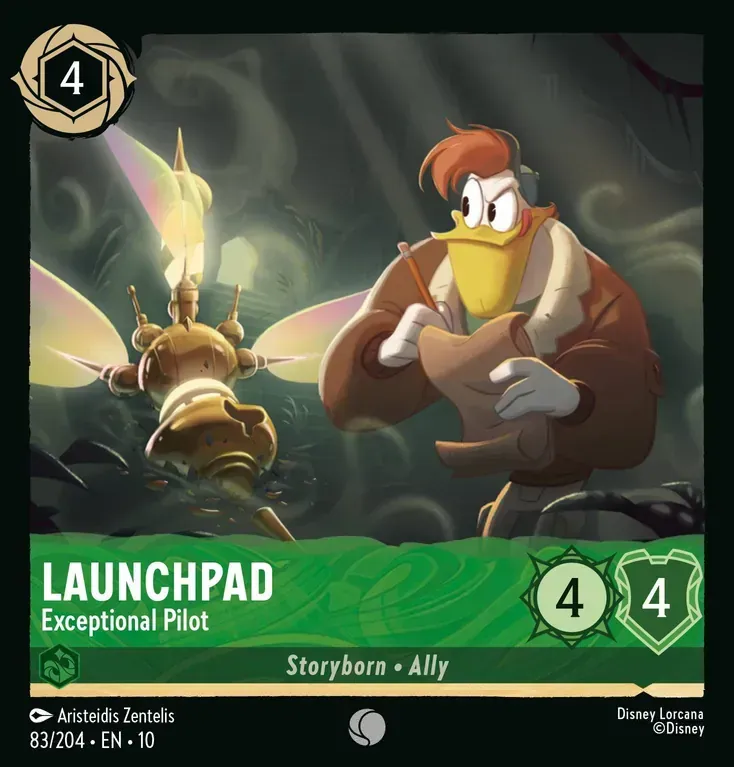 4
LAUNCHPAD
Exceptional Pilot
4 4
Storyborn • Ally
Aristeidis Zentelis
83/204 • EN • 10
Disney Lorcana
©Disney